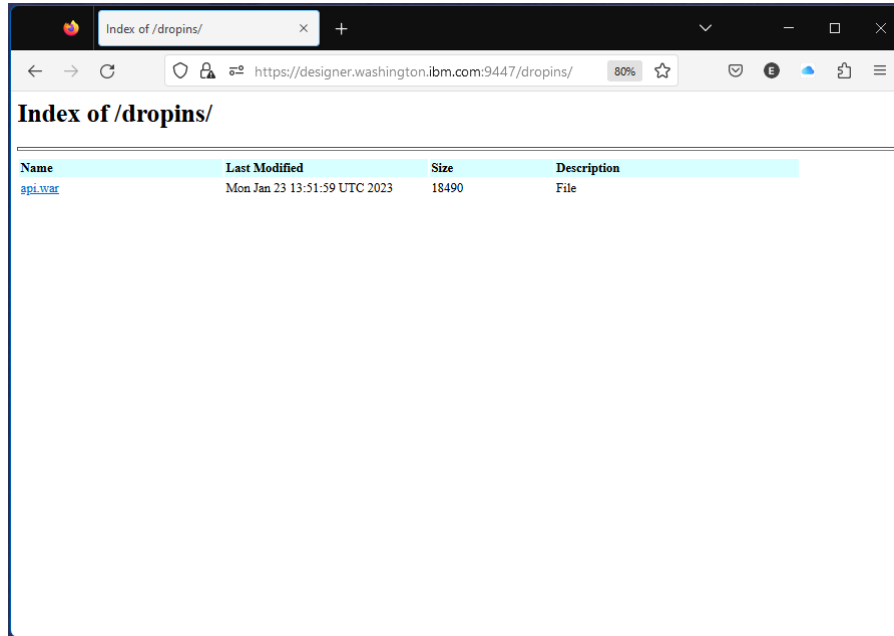 Index of /dropins/
https://designer.washington.ibm.com:9447/dropins/ 80% E
Index of /dropins/
Name Last Modified Size Description
api.war Mon Jan 23 13:51:59 UTC 2023 18490 File